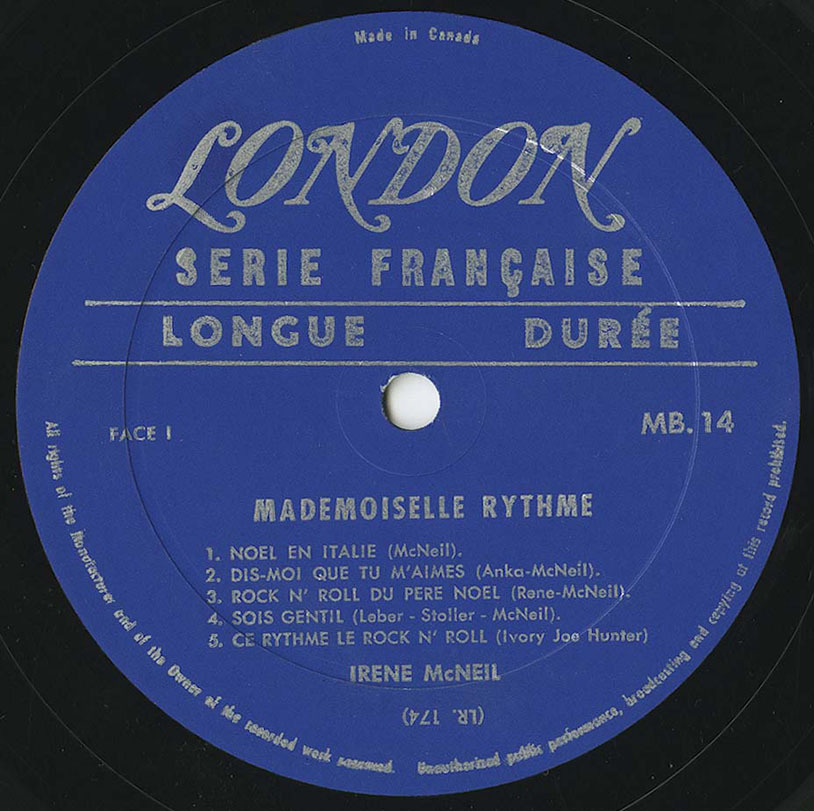 Made in Canada
LONDON
SERIE FRANÇAISE
LONGUE DURÉE
FACE I
MB. 14
MADEMOISELLE RYTHME
1. NOEL EN ITALIE (McNeil).
2. DIS-MOI QUE TU M'AIMES (Anka-McNeil).
3. ROCK N' ROLL DU PERE NOEL (Rene-McNeil).
4. SOIS GENTIL (Leber - Stoller - McNeil).
5. CE RYTHME LE ROCK N' ROLL (Ivory Joe Hunter)
IRENE McNEIL
(LR. 174)
All rights of the Manufacturer and of the Owner of the recorded work reserved. Unauthorized public performance, broadcasting and copying of this record prohibited.